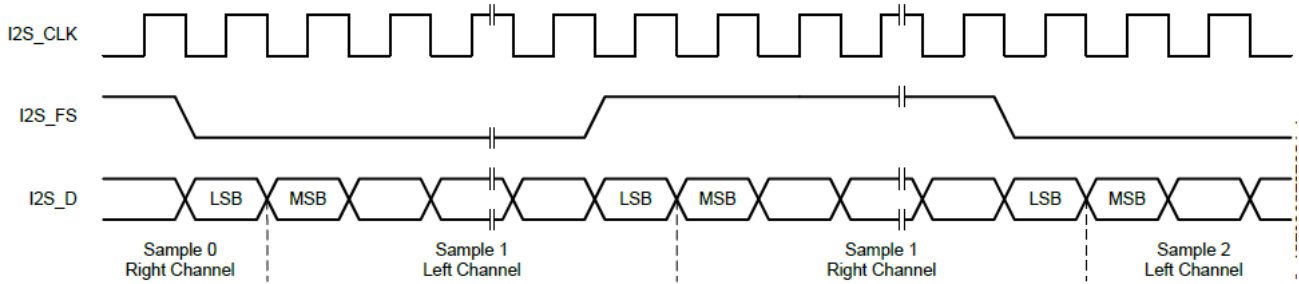 I2S_CLK
I2S_FS
I2S_D
LSB MSB LSB MSB LSB MSB
Sample 0 Sample 1 Sample 1 Sample 2
Right Channel Left Channel Right Channel Left Channel